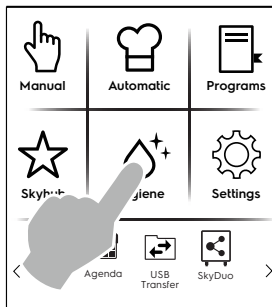 Manual Automatic Programs
Skyhub giene Settings
Agenda USB SkyDuo
Transfer